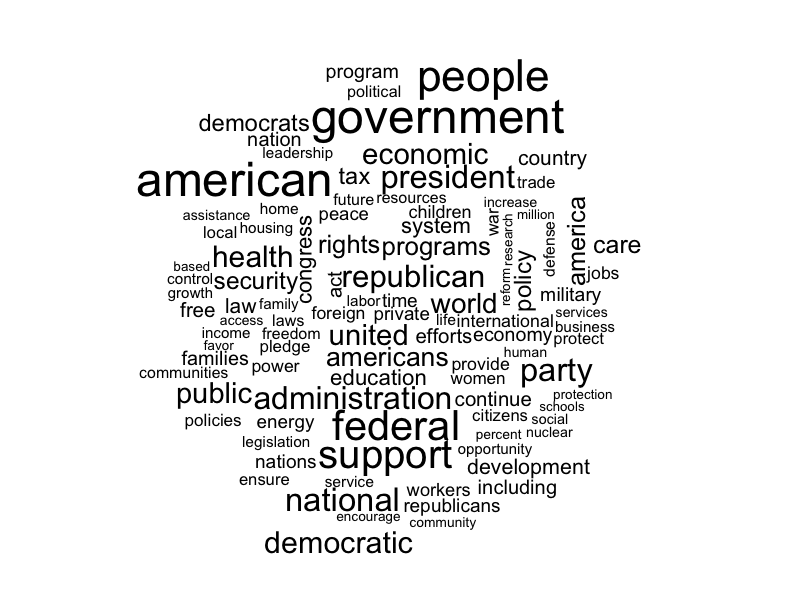 program people
political
democrats government
nation
leadership economic country
american tax president trade
future resources increase
assistance home peace children war research million america
local housing congress system defense
health rights programs policy care
based
control security act republican reform jobs
growth
free law family labor time world military
access laws foreign private life international services
income freedom united efforts economy business
favor pledge protect
families americans human
communities power provide party
education women
public administration continue protection
schools
policies energy federal citizens social
legislation percent nuclear
nations support opportunity
development
ensure service
national workers including
republicans
encourage community
democratic